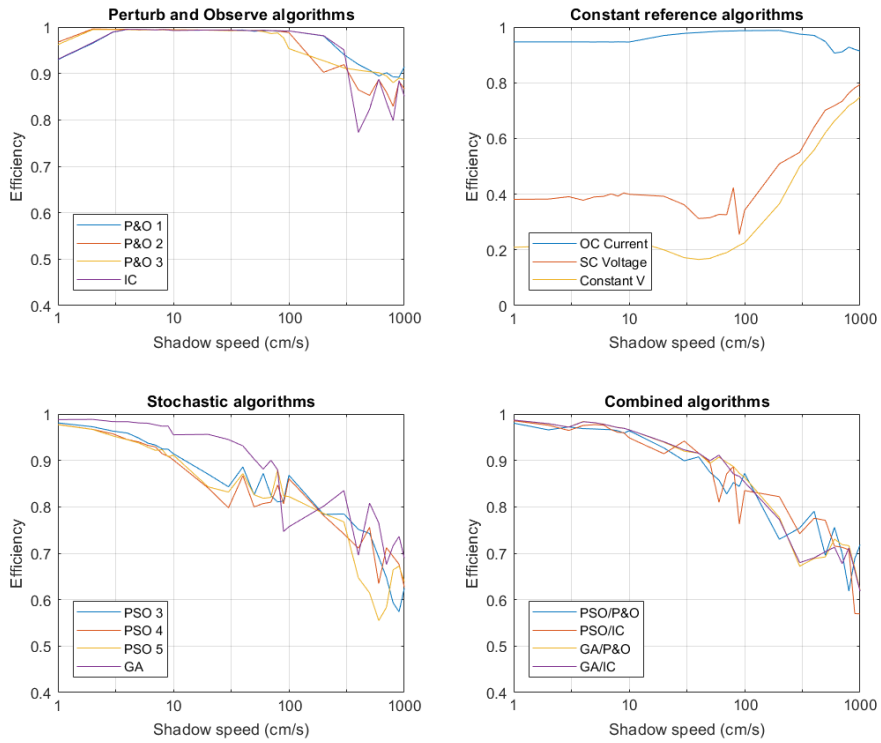 Perturb and Observe algorithms
1
0.9
0.8
0.7
0.6
0.5
0.4
Efficiency
P&O 1
P&O 2
P&O 3
IC
1
10
100
1000
Shadow speed (cm/s)
Constant reference algorithms
1
0.8
0.6
0.4
0.2
0
Efficiency
OC Current
SC Voltage
Constant V
1
10
100
1000
Shadow speed (cm/s)
Stochastic algorithms
1
0.9
0.8
0.7
0.6
0.5
0.4
Efficiency
PSO 3
PSO 4
PSO 5
GA
1
10
100
1000
Shadow speed (cm/s)
Combined algorithms
1
0.9
0.8
0.7
0.6
0.5
0.4
Efficiency
PSO/P&O
PSO/IC
GA/P&O
GA/IC
1
10
100
1000
Shadow speed (cm/s)